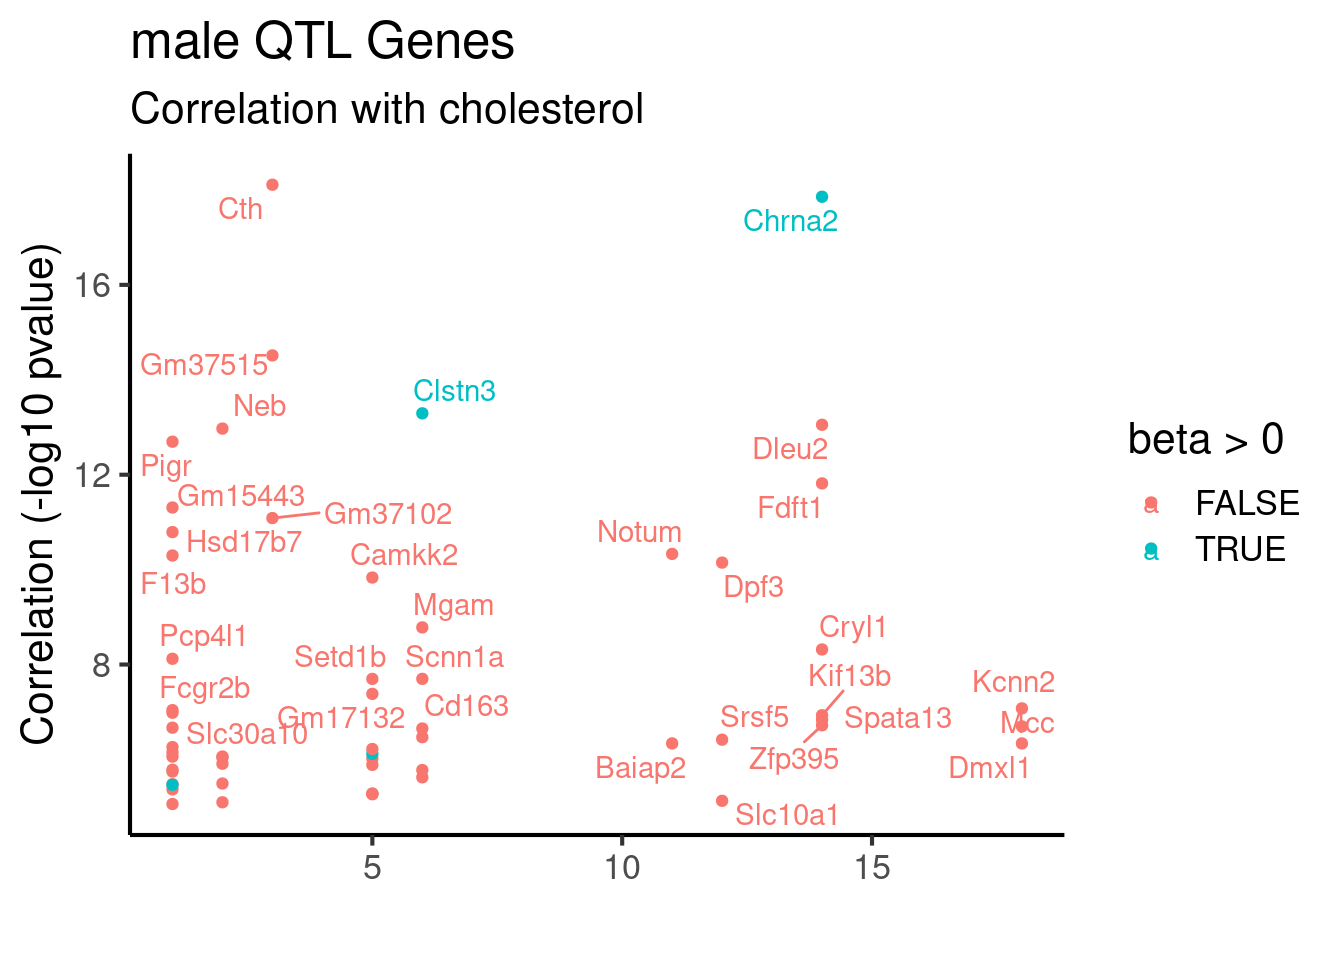 male QTL Genes
Correlation with cholesterol
Correlation (-log10 pvalue)
16
12
8
5
10
15
Cth
Chrna2
Gm37515
Clstn3
Neb
Dleu2
Pigr
Gm15443
Gm37102
Fdft1
Hsd17b7
Notum
Camkk2
F13b
Dpf3
Mgam
Pcp4l1
Cryl1
Setd1b
Scnn1a
Fcgr2b
Kif13b
Kcnn2
Cd163
Gm17132
Srsf5
Spata13
Mcc
Slc30a10
Zfp395
Baiap2
Dmxl1
Slc10a1
beta > 0
a FALSE
a TRUE